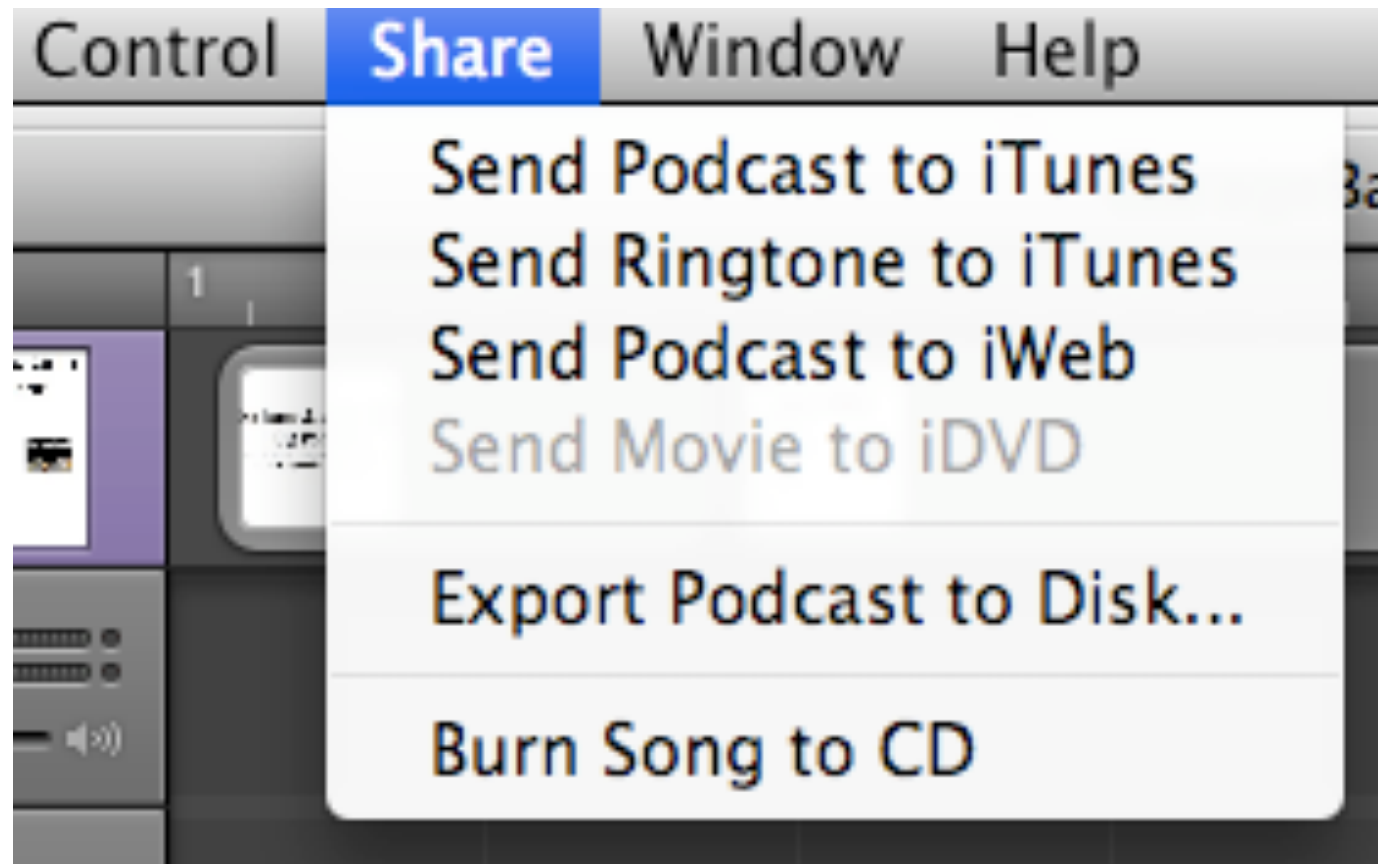 Control Share Window Help
Send Podcast to iTunes
Send Ringtone to iTunes
Send Podcast to iWeb
Send Movie to iDVD
Export Podcast to Disk...
Burn Song to CD
1